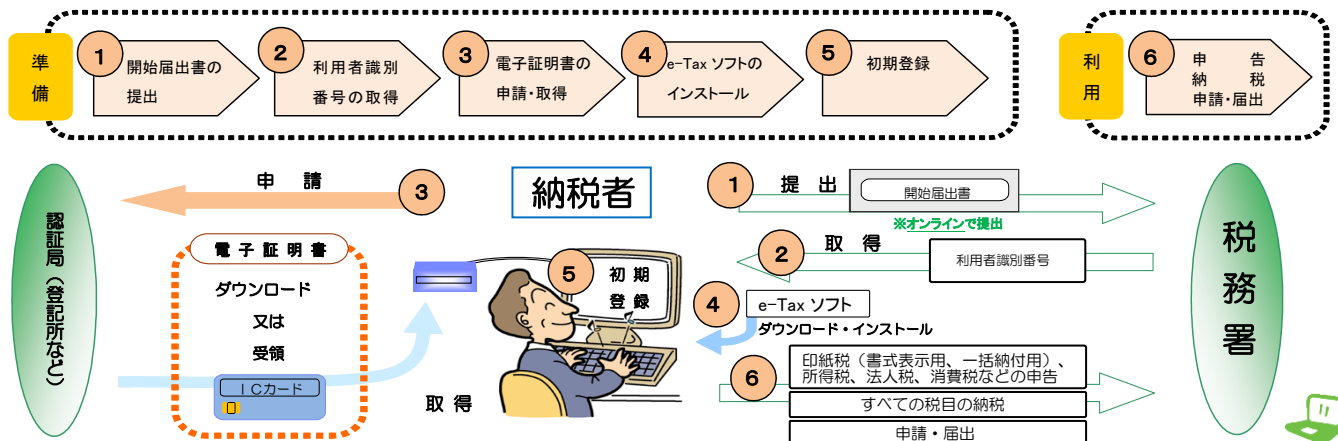 準
備
1
開始届出書の
提出
2
利用者識別
番号の取得
3
電子証明書の
申請・取得
4
e-Tax ソフトの
インストール
5
初期登録
利
用
6
申告
納税
申請・届出
認証局（登記所など）
申請
3
電子証明書
ダウンロード
又は
受領
ICカード
取得
納税者
5
初期
登録
1
提出
開始届出書
※オンラインで提出
2
取得
利用者識別番号
4
e-Tax ソフト
ダウンロード・インストール
6
印紙税（書式表示用、一括納付用）、
所得税、法人税、消費税などの申告
すべての税目の納税
申請・届出
税務署